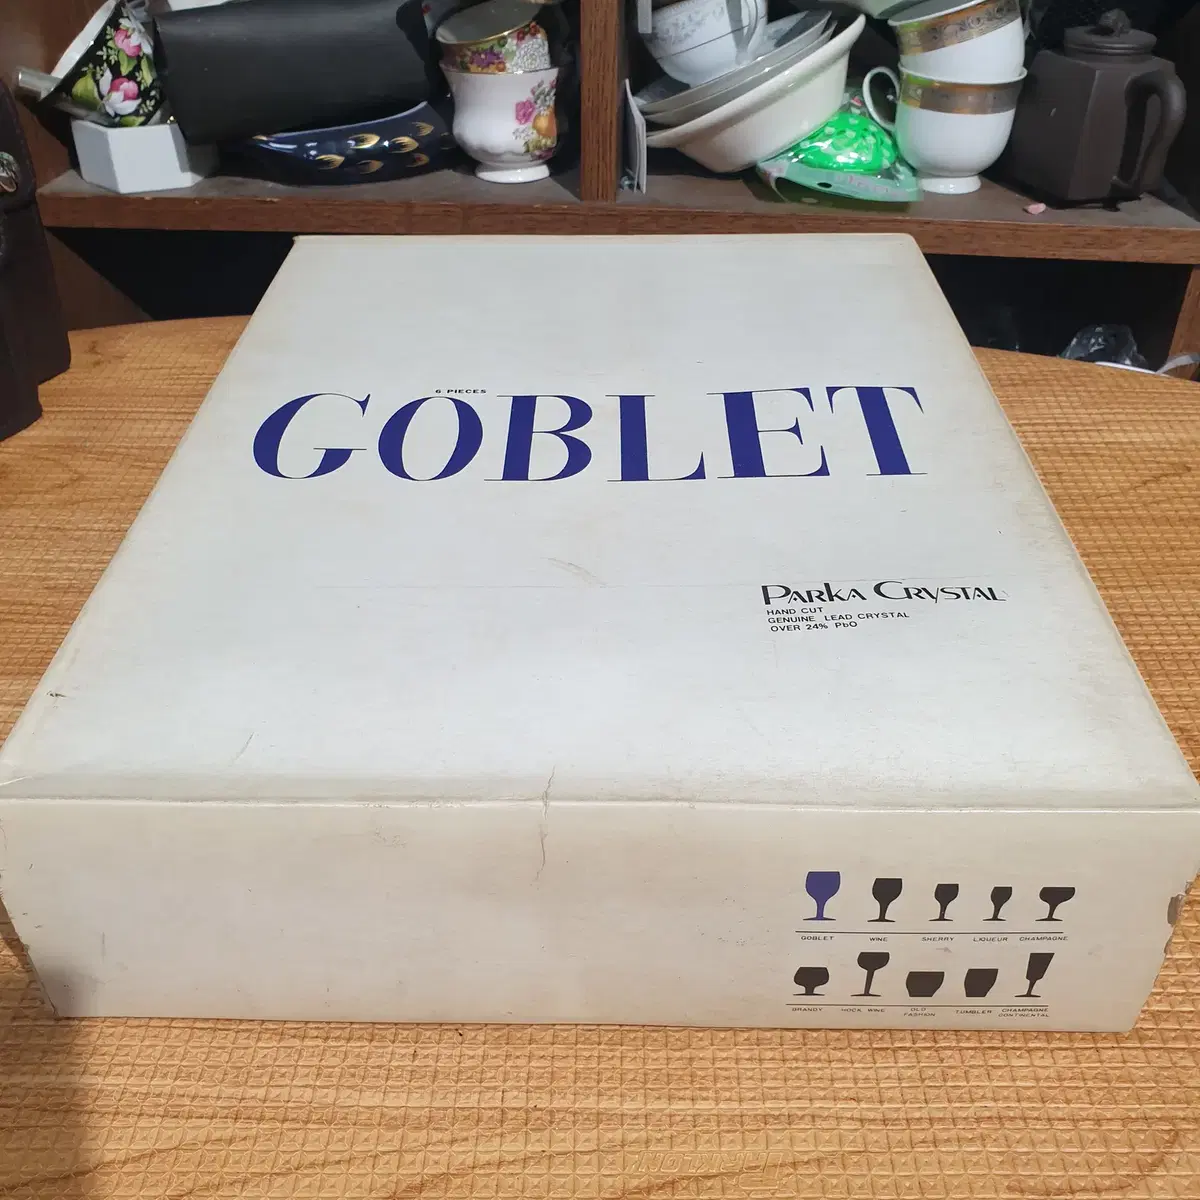 6 PIECES
GOBLET
PARKA CRYSTAL
HAND CUT
GENUINE LEAD CRYSTAL
OVER 24% PbO
GOBLET WINE SHERRY LIQUEUR CHAMPAGNE
BRANDY HOCK WINE OLD FASHION TUMBLER CHAMPAGNE CONTINENTAL